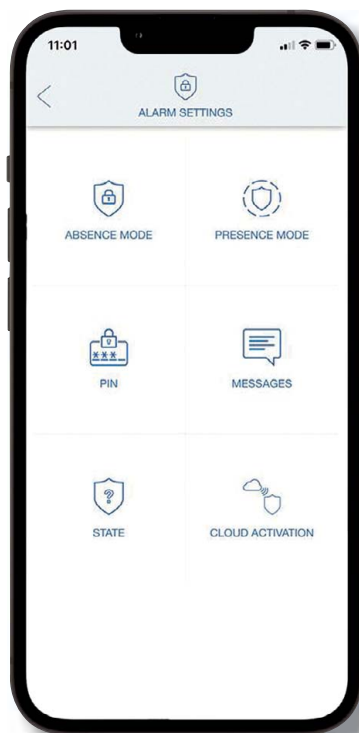 11:01
ALARM SETTINGS
ABSENCE MODE
PRESENCE MODE
***_
PIN
MESSAGES
?
STATE
CLOUD ACTIVATION